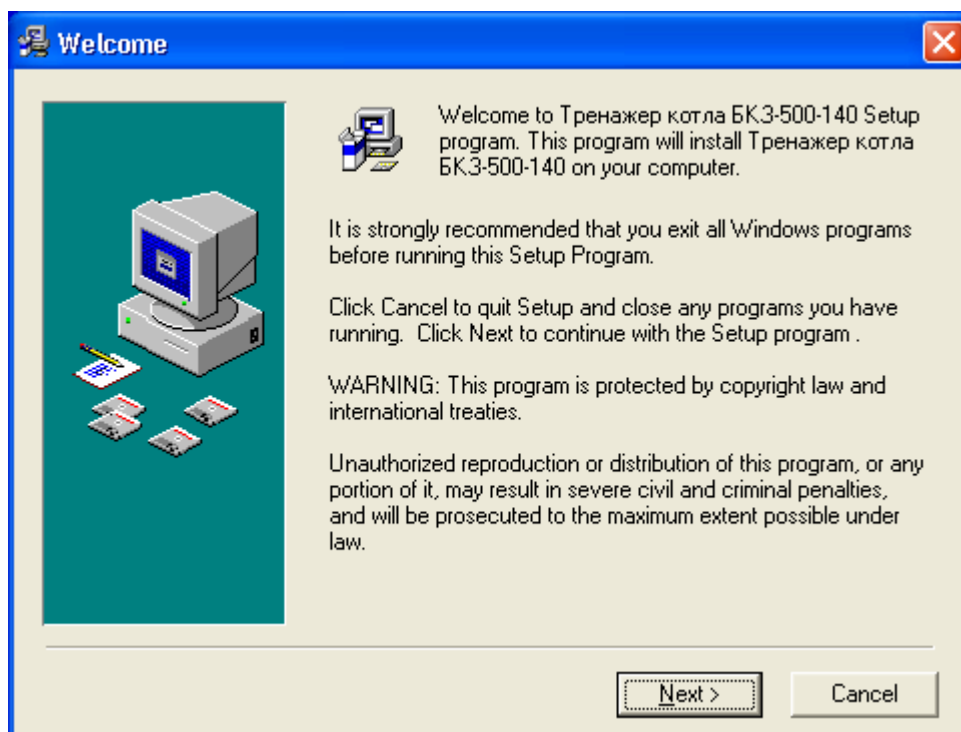 Welcome
Welcome to Тренажер котла БКЗ-500-140 Setup
program. This program will install Тренажер котла
БКЗ-500-140 on your computer.
It is strongly recommended that you exit all Windows programs
before running this Setup Program.
Click Cancel to quit Setup and close any programs you have
running.  Click Next to continue with the Setup program .
WARNING: This program is protected by copyright law and
international treaties.
Unauthorized reproduction or distribution of this program, or any
portion of it, may result in severe civil and criminal penalties,
and will be prosecuted to the maximum extent possible under
law.
Next >
Cancel